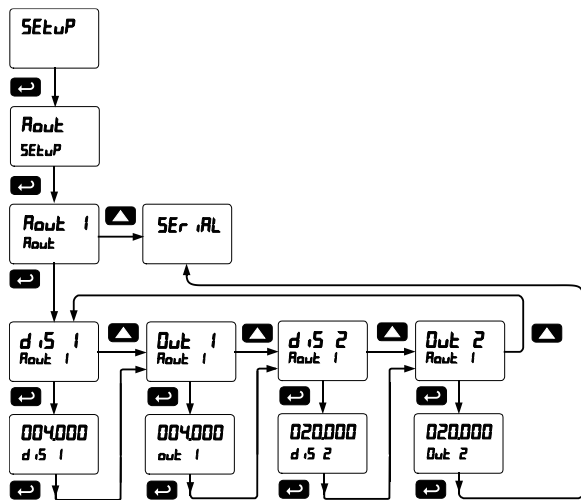 SEtuP
Aout
SEtuP
Aout 1
Aout
SEr iAL
d iS 1
Aout 1
Out 1
Aout 1
d iS 2
Aout 1
Out 2
Aout 1
004.000
d iS 1
004.000
out 1
020.000
d iS 2
020.000
Out 2